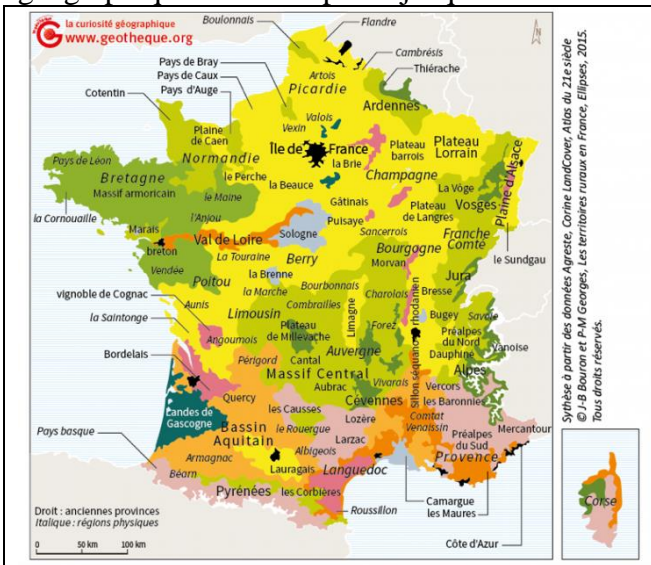 la curiosité géographique
www.geotheque.org
Boulonnais
Flandre
Cambrésis
Thiérache
Pays de Bray
Pays de Caux
Pays d'Auge
Cotentin
Artois
Picardie
Ardennes
Valois
Vexin
Plaine
de Caen
Normandie
Île de France
la Brie
Plateau
barrois
Plateau
Lorrain
Plaine d'Alsace
Pays de Léon
Bretagne
Massif armoricain
le Perche
la Beauce
Champagne
La Vôge
Vosges
la Cornouaille
le Maine
l'Anjou
Gâtinais
Puisaye
Plateau
de Langres
Marais
breton
Val de Loire
Sologne
Sancerrois
Bourgogne
Franche
Comté
le Sundgau
La Touraine
Berry
Morvan
Vendée
Poitou
la Brenne
Jura
vignoble de Cognac
Aunis
la Marche
Bourbonnais
Combrailles
Charolais
Bresse
la Saintonge
Limousin
Limagne
Sillon séquano-rhodanien
Bugey
Savoie
Angoumois
Plateau
de Millevache
Forez
Préalpes
du Nord
Vanoise
Dauphiné
Bordelais
Périgord
Cantal
Auvergne
Alpes
Massif Central
Vivarais
Vercors
Aubrac
Cévennes
les Baronnies
Quercy
les Causses
Lozère
Comtat
Venaissin
Mercantour
Landes de
Gascogne
Bassin
Aquitain
le Rouergue
Larzac
Préalpes
du Sud
Provence
Pays basque
Armagnac
Albigeois
Béarn
Lauragais
Languedoc
Pyrénées
les Corbières
Roussillon
Camargue
les Maures
Côte d'Azur
Corse
Droit : anciennes provinces
Italique : régions physiques
0 50 km 100 km
Sythèse à partir des données Agreste, Corine LandCover, Atlas du 21e siècle
© J-B Bouron et P-M Georges, Les territoires ruraux en France, Ellipses, 2015.
Tous droits réservés.